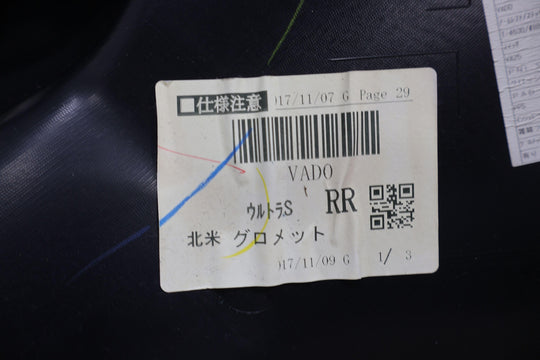 ■仕様注意 017/11/07 G Page 29
VADO
ウルトラS RR
北米 グロメット
017/11/09 G 1/ 3